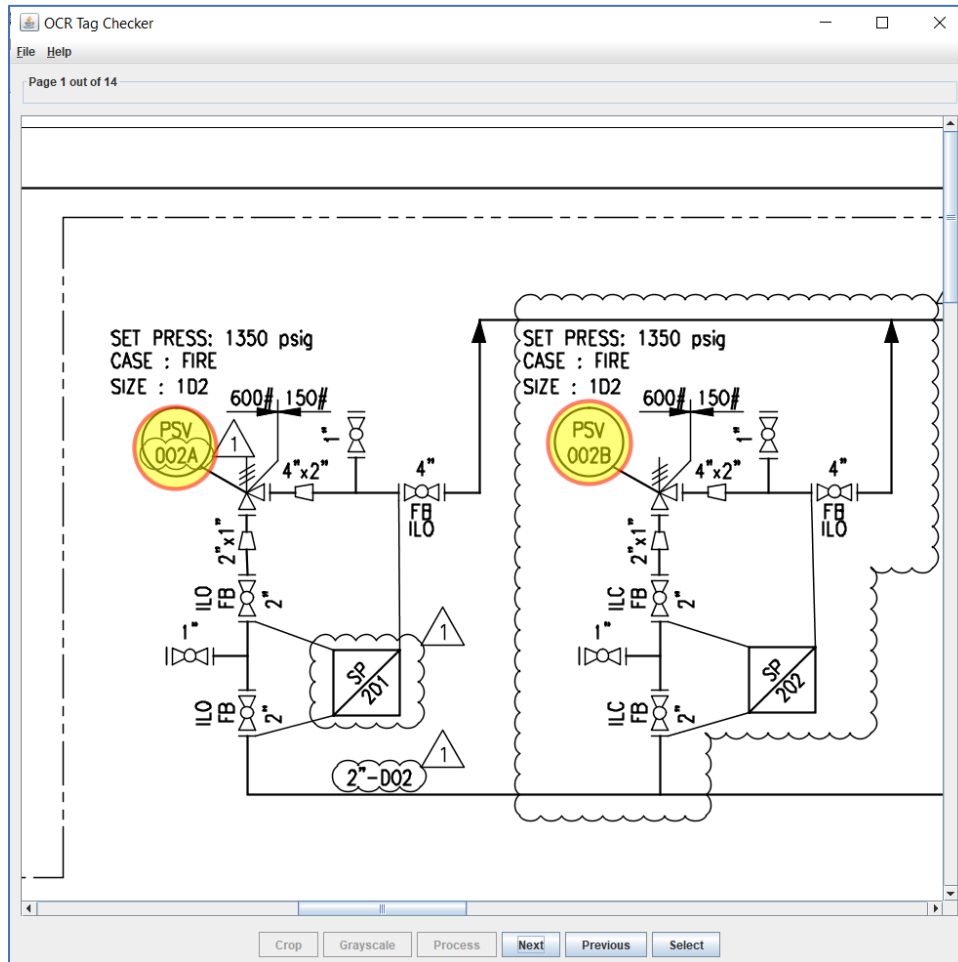 OCR Tag Checker
File Help
Page 1 out of 14
SET PRESS: 1350 psig
CASE : FIRE
SIZE : 1D2
600# 150#
PSV
002A
1
1"
4"x2"
4"
FB
ILO
2"x1"
ILO
FB
2"
1"
1
SP
201
ILO
FB
2"
1
2"-D02
SET PRESS: 1350 psig
CASE : FIRE
SIZE : 1D2
600# 150#
PSV
002B
1"
4"x2"
4"
FB
ILO
2"x1"
ILC
FB
2"
1"
SP
202
ILC
FB
2"
Crop Grayscale Process Next Previous Select